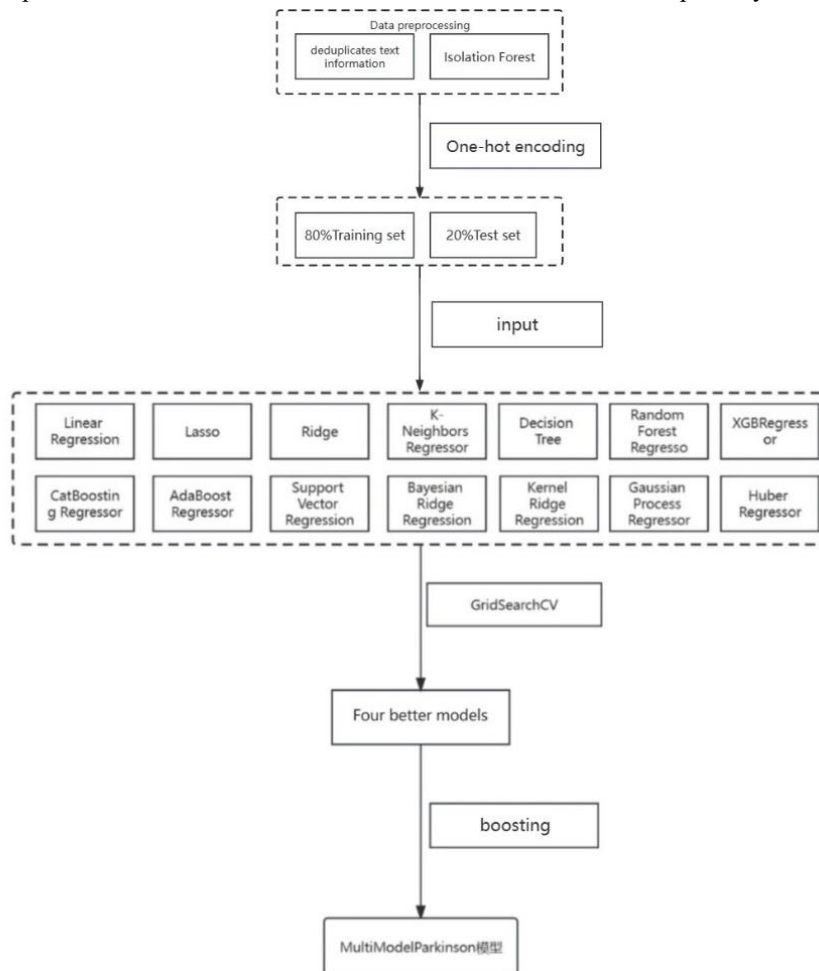 Data preprocessing
deduplicates text
information
Isolation Forest
One-hot encoding
80%Training set
20%Test set
input
Linear
Regression
Lasso
Ridge
K-
Neighbors
Regressor
Decision
Tree
Random
Forest
Regresso
XGBRegress
or
CatBoostin
g Regressor
AdaBoost
Regressor
Support
Vector
Regression
Bayesian
Ridge
Regression
Kernel
Ridge
Regression
Gaussian
Process
Regressor
Huber
Regressor
GridSearchCV
Four better models
boosting
MultiModelParkinson模型